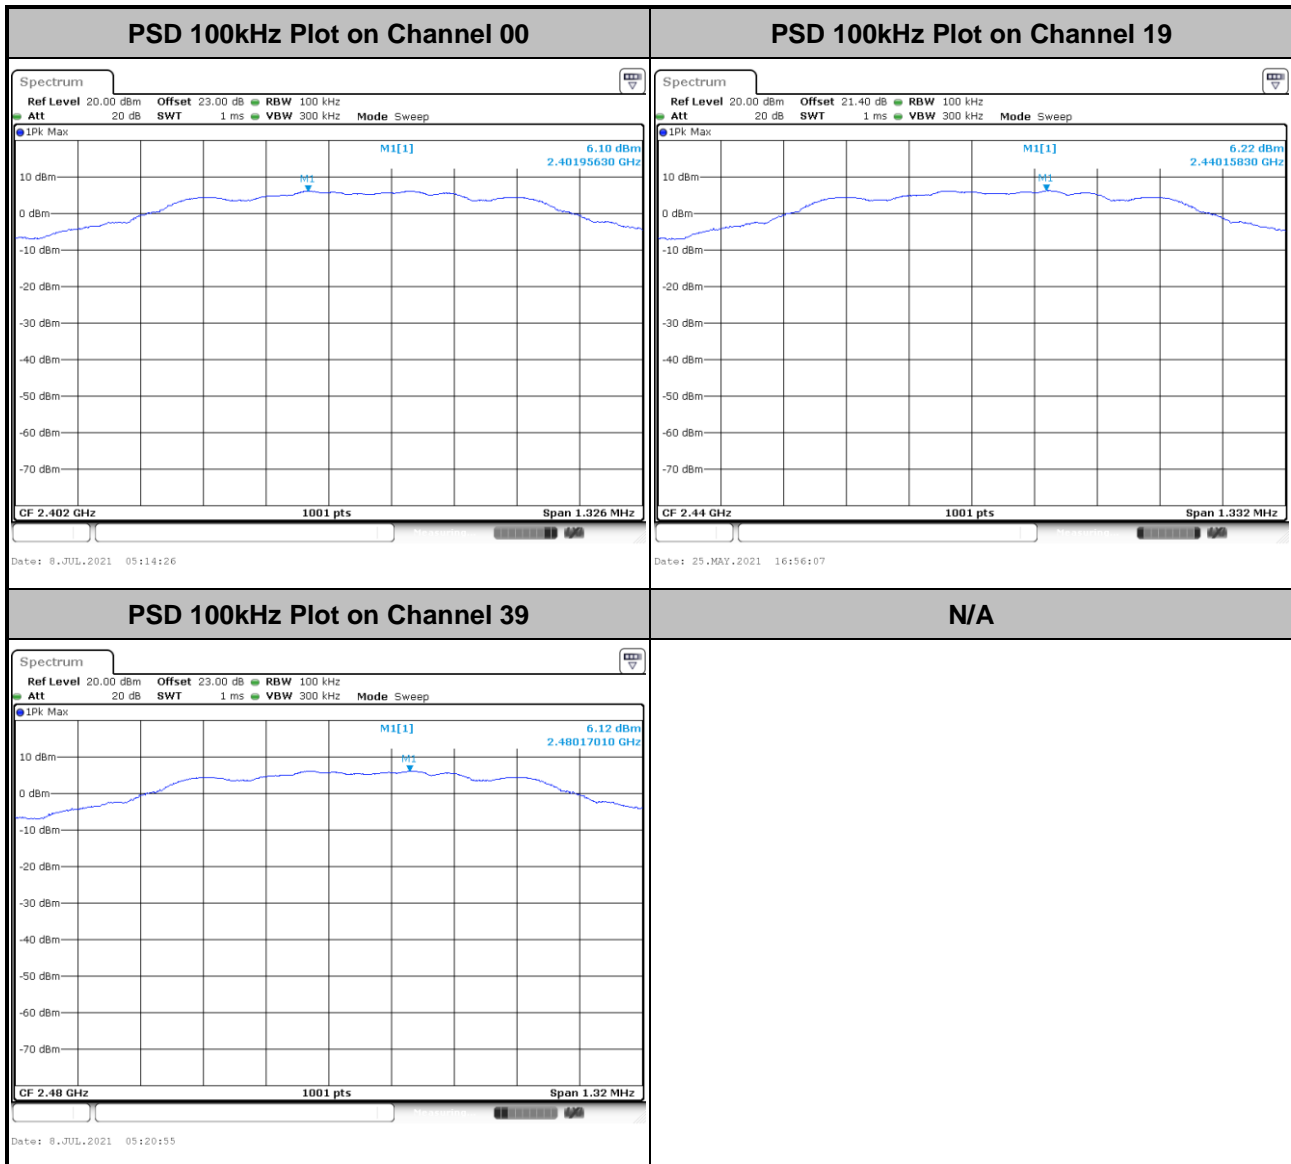 PSD 100kHz Plot on Channel 00
PSD 100kHz Plot on Channel 19
Spectrum
Ref Level 20.00 dBm Offset 23.00 dB RBW 100 kHz
Att 20 dB SWT 1 ms VBW 300 kHz Mode Sweep
1Pk Max
M1[1] 6.10 dBm
2.40195630 GHz
M1
10 dBm
0 dBm
-10 dBm
-20 dBm
-30 dBm
-40 dBm
-50 dBm
-60 dBm
-70 dBm
CF 2.402 GHz 1001 pts Span 1.326 MHz
Measuring
Date: 8.JUL.2021 05:14:26
Spectrum
Ref Level 20.00 dBm Offset 21.40 dB RBW 100 kHz
Att 20 dB SWT 1 ms VBW 300 kHz Mode Sweep
1Pk Max
M1[1] 6.22 dBm
2.44015830 GHz
M1
10 dBm
0 dBm
-10 dBm
-20 dBm
-30 dBm
-40 dBm
-50 dBm
-60 dBm
-70 dBm
CF 2.44 GHz 1001 pts Span 1.332 MHz
Measuring
Date: 25.MAY.2021 16:56:07
PSD 100kHz Plot on Channel 39
N/A
Spectrum
Ref Level 20.00 dBm Offset 23.00 dB RBW 100 kHz
Att 20 dB SWT 1 ms VBW 300 kHz Mode Sweep
1Pk Max
M1[1] 6.12 dBm
2.48017010 GHz
M1
10 dBm
0 dBm
-10 dBm
-20 dBm
-30 dBm
-40 dBm
-50 dBm
-60 dBm
-70 dBm
CF 2.48 GHz 1001 pts Span 1.32 MHz
Measuring
Date: 8.JUL.2021 05:20:55